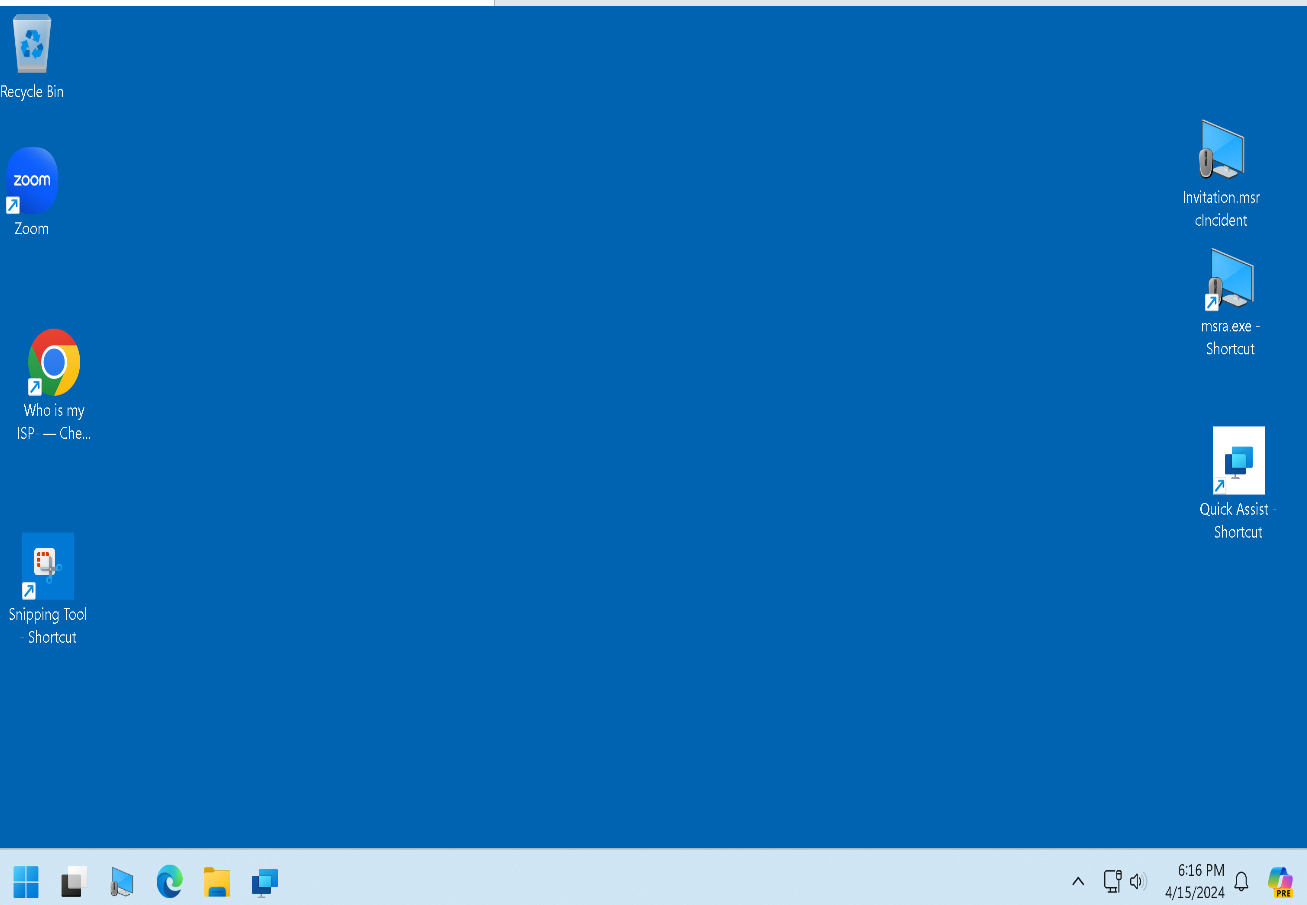 Recycle Bin
zoom
Zoom
Who is my
ISP- — Che...
Snipping Tool
- Shortcut
Invitation.msr
cIncident
msra.exe -
Shortcut
Quick Assist -
Shortcut
6:16 PM
4/15/2024
PRE